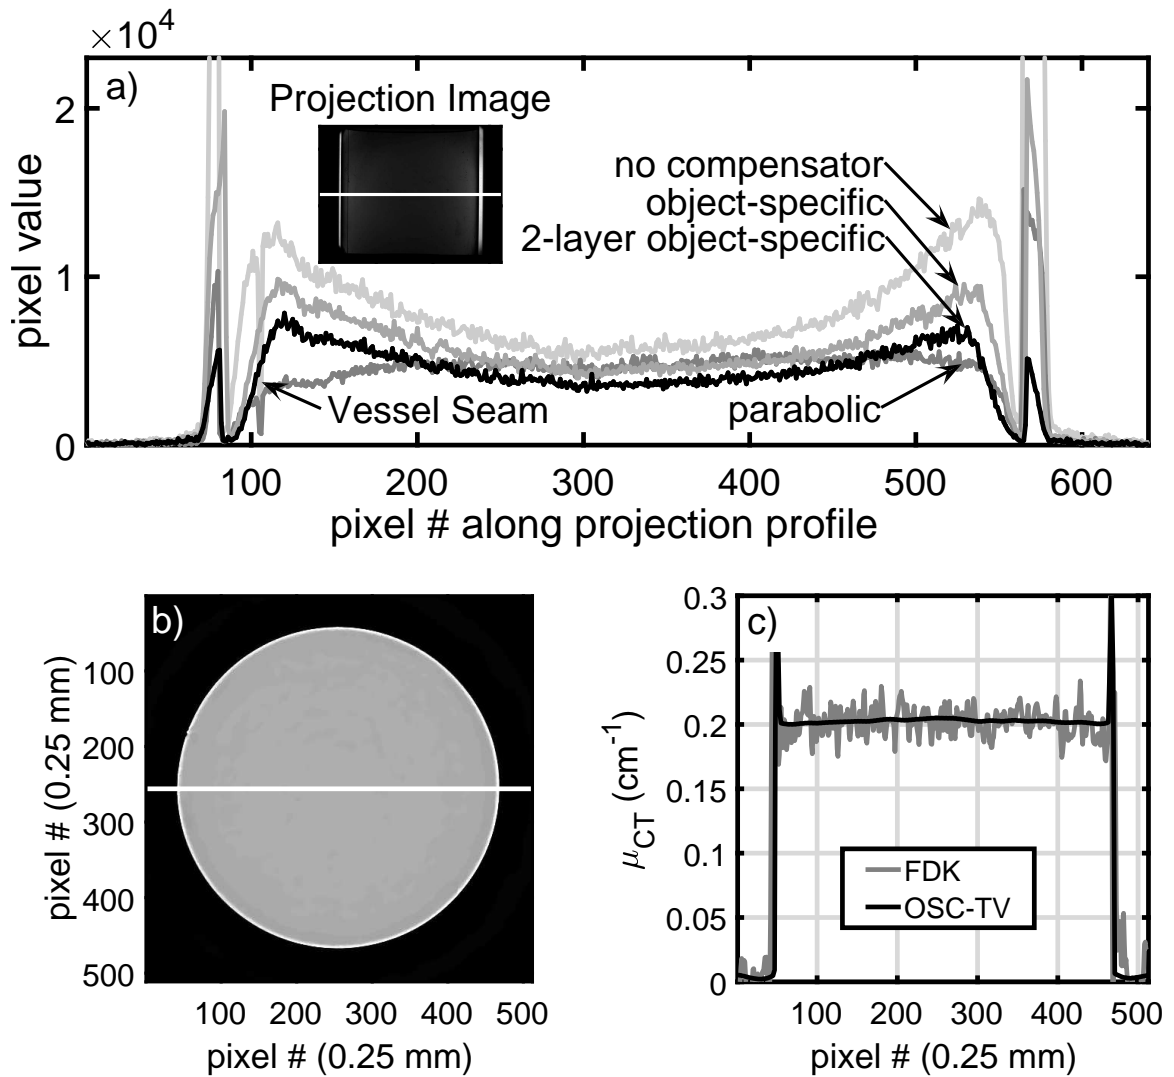 ×10⁴
a)
Projection Image
2
1
0
pixel value
no compensator
object-specific
2-layer object-specific
Vessel Seam
parabolic
100 200 300 400 500 600
pixel # along projection profile
b)
100
200
300
400
500
pixel # (0.25 mm)
100 200 300 400 500
pixel # (0.25 mm)
c)
0.3
0.25
0.2
0.15
0.1
0.05
0
μCT (cm⁻¹)
FDK
OSC-TV
100 200 300 400 500
pixel # (0.25 mm)